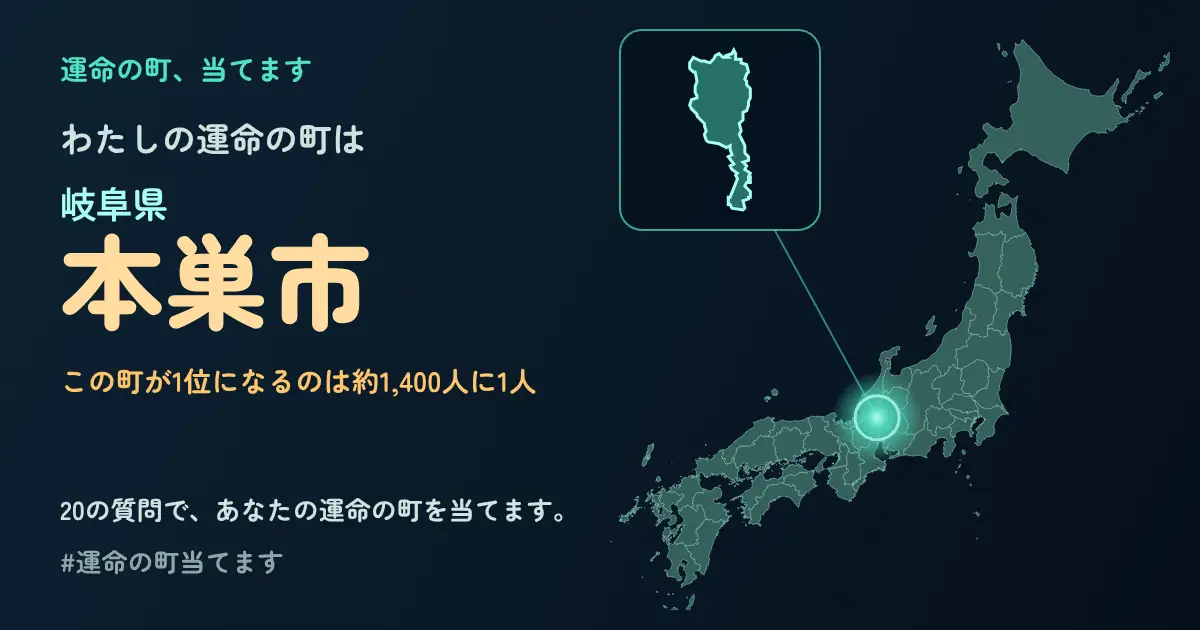 運命の町、当てます
わたしの運命の町は
岐阜県
本巣市
この町が1位になるのは約1,400人に1人
20の質問で、あなたの運命の町を当てます。
#運命の町当てます